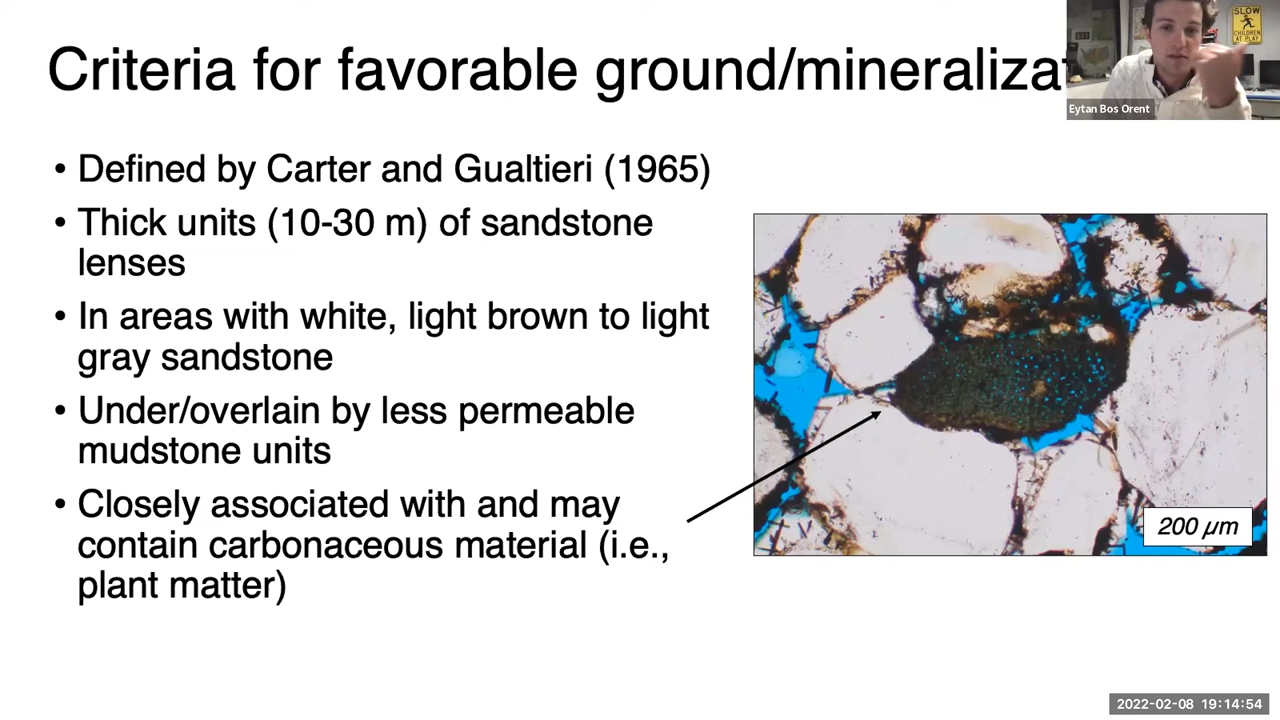 Criteria for favorable ground/mineralizat
SLOW
CHILDREN
AT PLAY
Eytan Bos Orent
• Defined by Carter and Gualtieri (1965)
• Thick units (10-30 m) of sandstone
lenses
• In areas with white, light brown to light
gray sandstone
• Under/overlain by less permeable
mudstone units
• Closely associated with and may
contain carbonaceous material (i.e.,
plant matter)
200 µm
2022-02-08 19:14:54